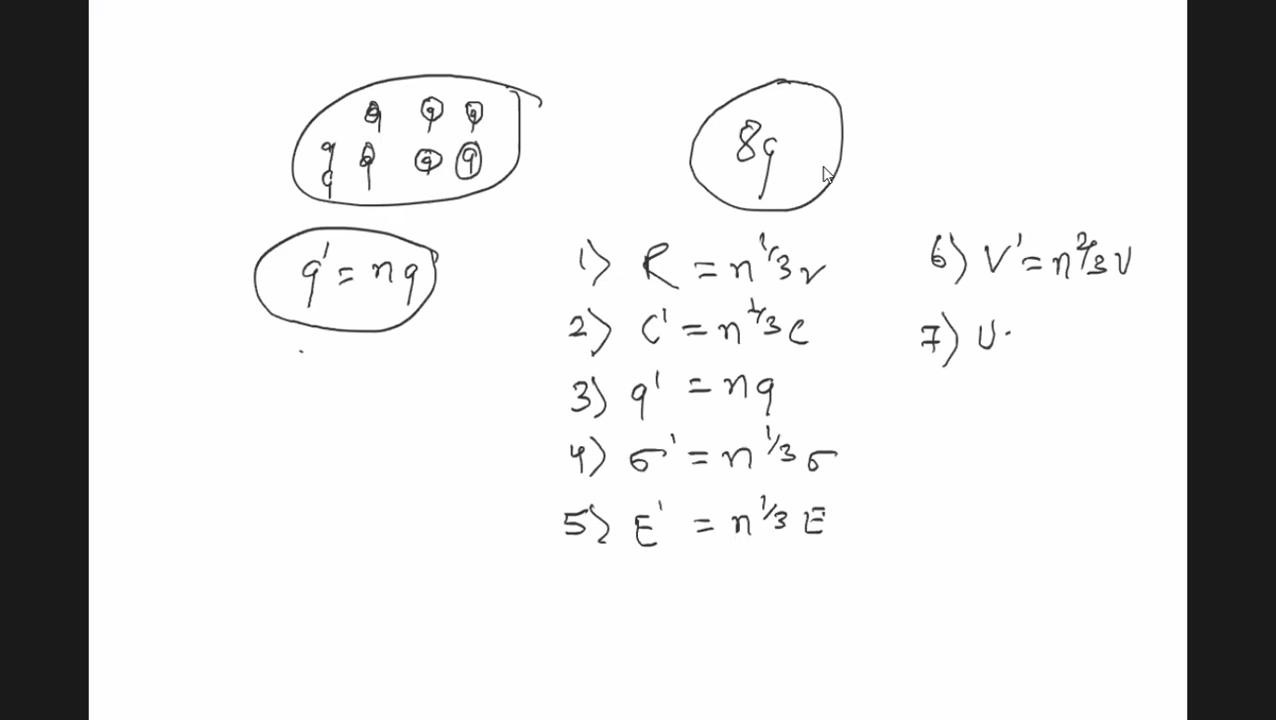 q q q
q q q q
q
8q
q' = nq
1) R = n^1/3 r
2) C' = n^1/3 C
3) q' = nq
4) σ' = n^1/3 σ
5) E' = n^1/3 E
6) V' = n^2/3 V
7) U